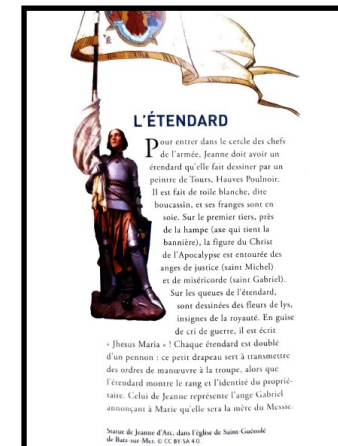 L'ÉTENDARD
Pour entrer dans le cercle des chefs
de l'armée, Jeanne doit avoir un
étendard qu'elle fait dessiner par un
peintre de Tours, Hauves Poulnoir.
Il est fait de toile blanche, dite
boucassin, et ses franges sont en
soie. Sur le premier tiers, près
de la hampe (axe qui tient la
bannière), la figure du Christ
de l'Apocalypse est entourée des
anges de justice (saint Michel)
et de miséricorde (saint Gabriel).
Sur les queues de l'étendard,
sont dessinées des fleurs de lys,
insignes de la royauté. En guise
de cri de guerre, il est écrit
« Jhesus Maria » ! Chaque étendard est doublé
d'un pennon : ce petit drapeau sert à transmettre
des ordres de manœuvre à la troupe, alors que
l'étendard montre le rang et l'identité du proprié-
taire. Celui de Jeanne représente l'ange Gabriel
annonçant à Marie qu'elle sera la mère du Messie.
Statue de Jeanne d'Arc, dans l'église de Saint-Guénolé
de Batz-sur-Mer. © CC BY-SA 4.0